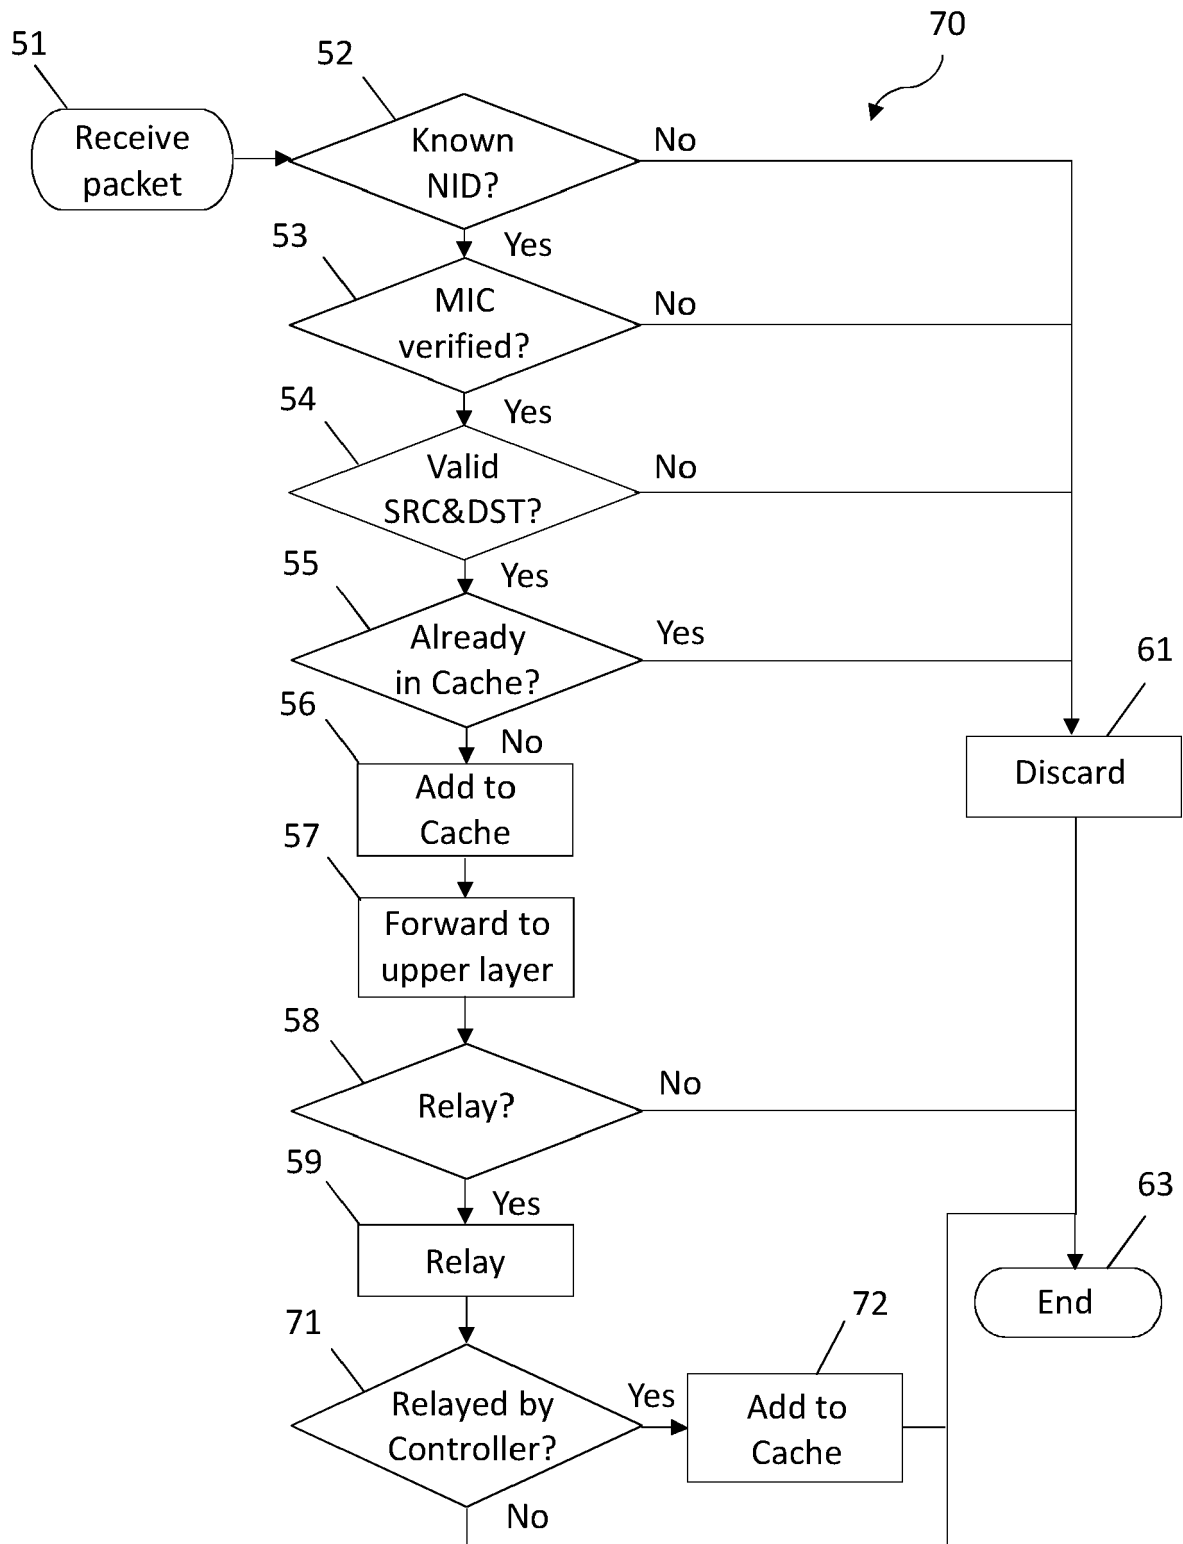 51
52
70
Receive
packet
Known
NID?
No
Yes
53
MIC
verified?
No
Yes
54
Valid
SRC&DST?
No
Yes
55
Already
in Cache?
Yes
No
61
Discard
56
Add to
Cache
57
Forward to
upper layer
58
Relay?
No
Yes
59
Relay
63
End
71
Relayed by
Controller?
Yes
No
72
Add to
Cache